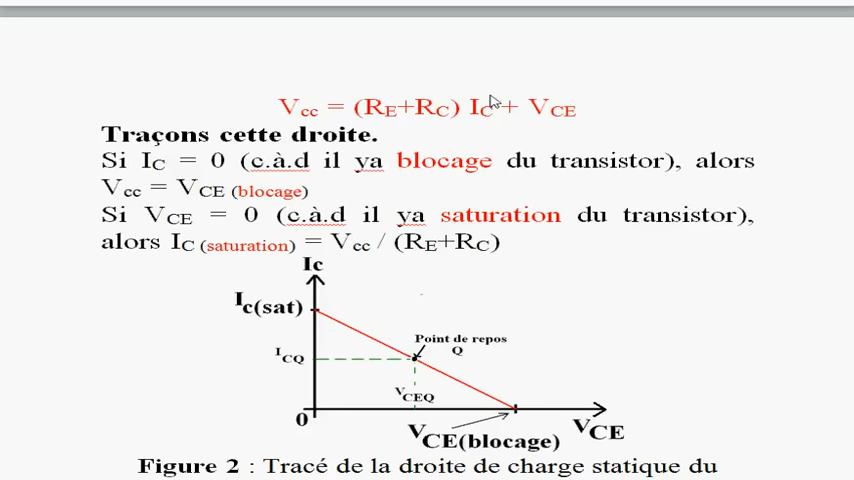 Vcc = (RE+RC) IC + VCE
Traçons cette droite.
Si IC = 0 (c.à.d il ya blocage du transistor), alors
Vcc = VCE (blocage)
Si VCE = 0 (c.à.d il ya saturation du transistor),
alors IC (saturation) = Vcc / (RE+RC)
Ic
Ic(sat)
Point de repos
Q
ICQ
VCEQ
0
VCE(blocage)
VCE
Figure 2 : Tracé de la droite de charge statique du